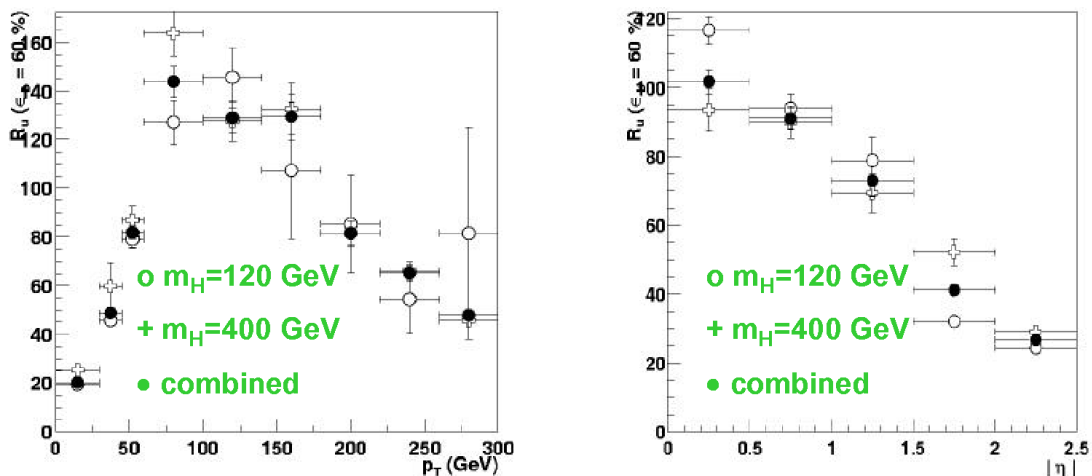 R_u (ε_b = 60 %)
160
140
120
100
80
60
40
20
0
o m_H=120 GeV
+ m_H=400 GeV
● combined
0 50 100 150 200 250 300
p_T (GeV)
R_u (ε_b = 60 %)
120
100
80
60
40
20
0
o m_H=120 GeV
+ m_H=400 GeV
● combined
0 0.5 1 1.5 2 2.5
| η |